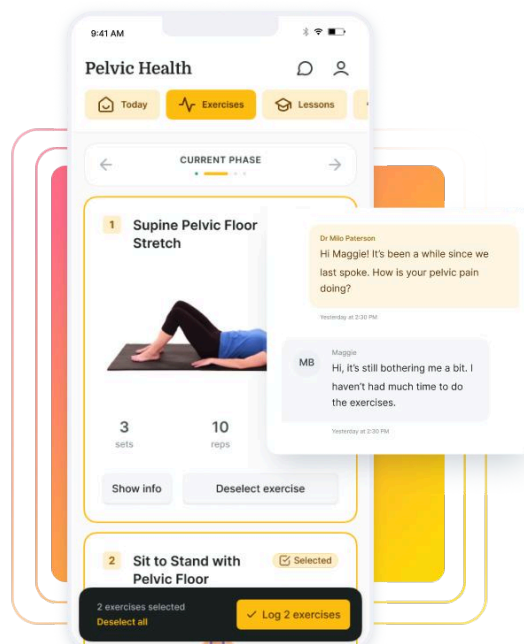 9:41 AM
Pelvic Health
Today
Exercises
Lessons
CURRENT PHASE
1
Supine Pelvic Floor
Stretch
3
sets
10
reps
Show info
Deselect exercise
2
Sit to Stand with
Pelvic Floor
Selected
2 exercises selected
Deselect all
Log 2 exercises
Dr Milo Paterson
Hi Maggie! It's been a while since we
last spoke. How is your pelvic pain
doing?
Yesterday at 2:30 PM
MB
Maggie
Hi, it's still bothering me a bit. I
haven't had much time to do
the exercises.
Yesterday at 2:30 PM